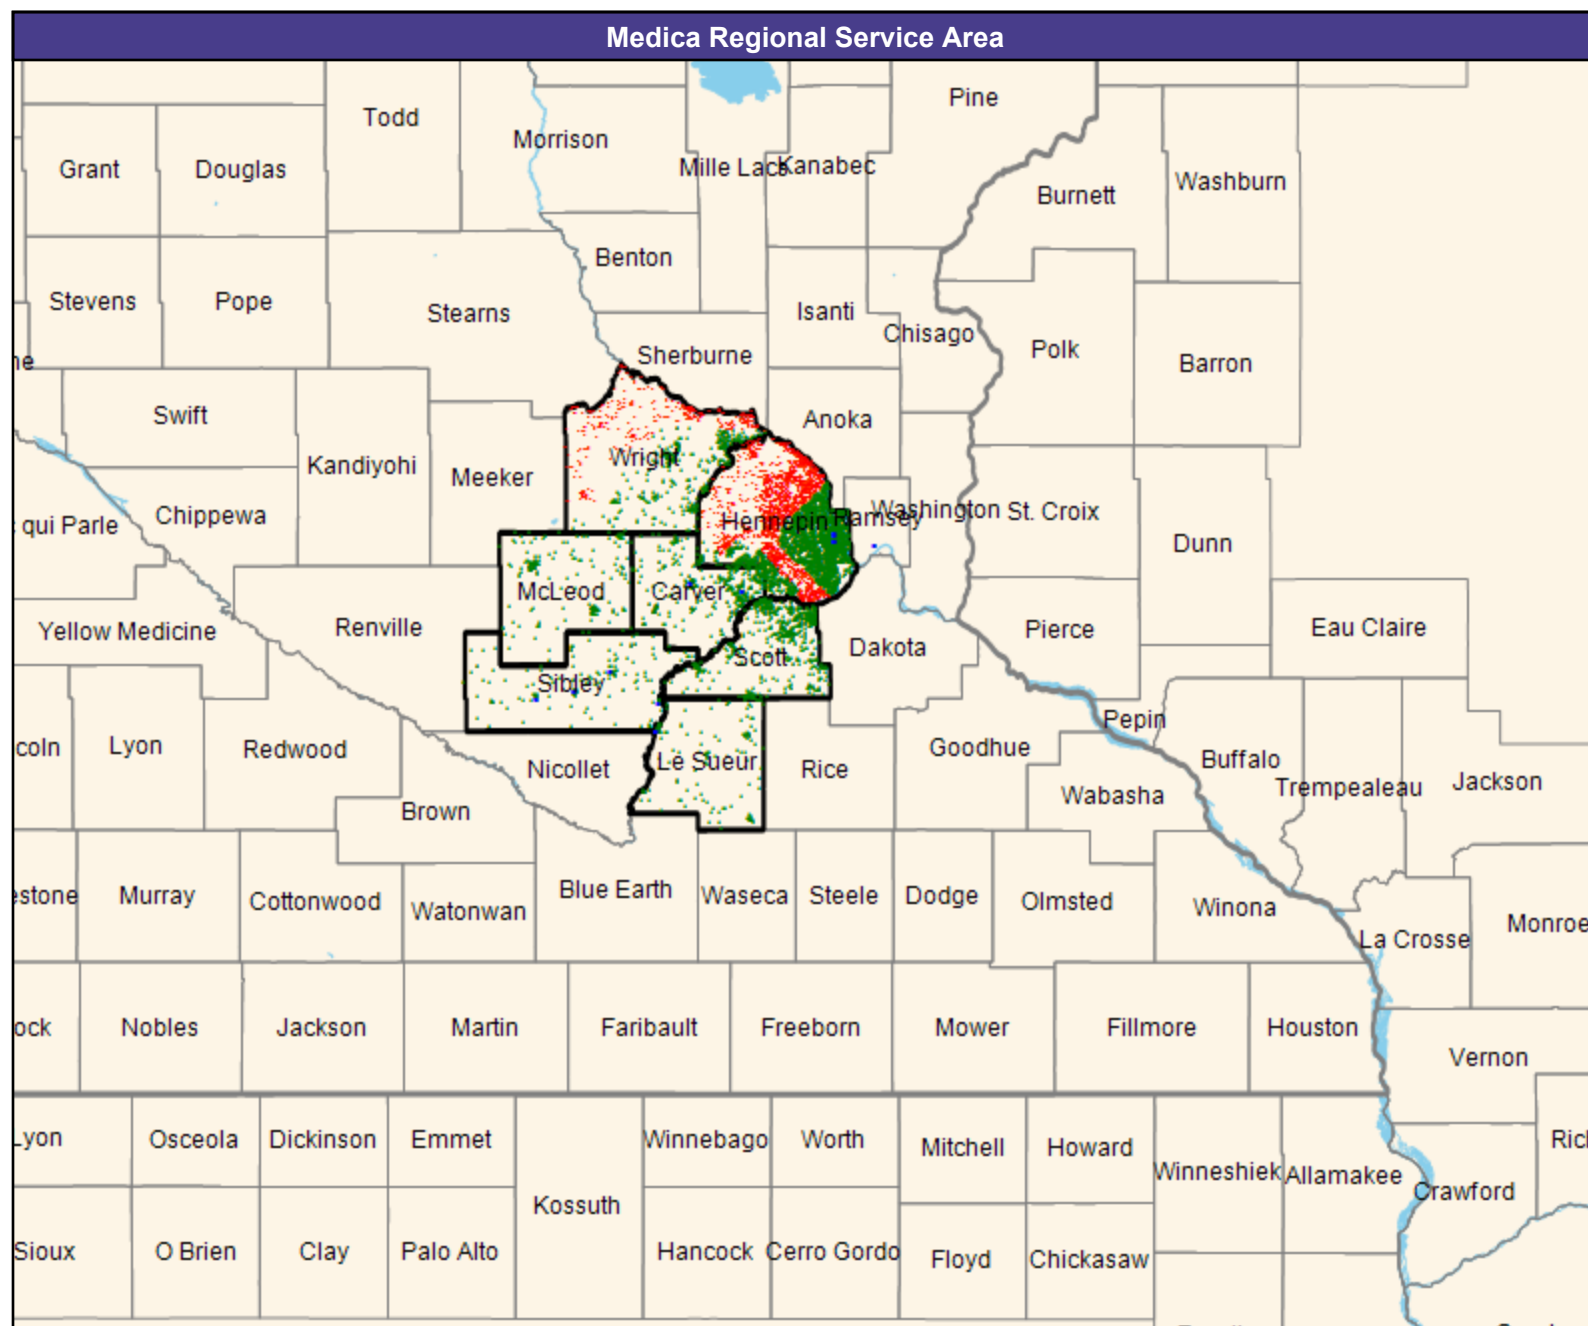 Medica Regional Service Area
Pine
Todd
Morrison
Mille Lacs
Kanabec
Grant
Douglas
Burnett
Washburn
Benton
Stevens
Pope
Stearns
Isanti
Chisago
Sherburne
Polk
Barron
ne
Swift
Anoka
Wright
Kandiyohi
Meeker
Chippewa
qui Parle
Hennepin
Ramsey
Washington
St. Croix
Dunn
McLeod
Carver
Yellow Medicine
Renville
Pierce
Eau Claire
Dakota
Scott
Sibley
Pepin
coln
Lyon
Redwood
Nicollet
Le Sueur
Rice
Goodhue
Buffalo
Trempealeau
Jackson
Wabasha
Brown
estone
Murray
Cottonwood
Watonwan
Blue Earth
Waseca
Steele
Dodge
Olmsted
Winona
La Crosse
Monroe
ock
Nobles
Jackson
Martin
Faribault
Freeborn
Mower
Fillmore
Houston
Vernon
Lyon
Osceola
Dickinson
Emmet
Winnebago
Worth
Mitchell
Howard
Winneshiek
Allamakee
Crawford
Rich
Kossuth
Sioux
O Brien
Clay
Palo Alto
Hancock
Cerro Gordo
Floyd
Chickasaw